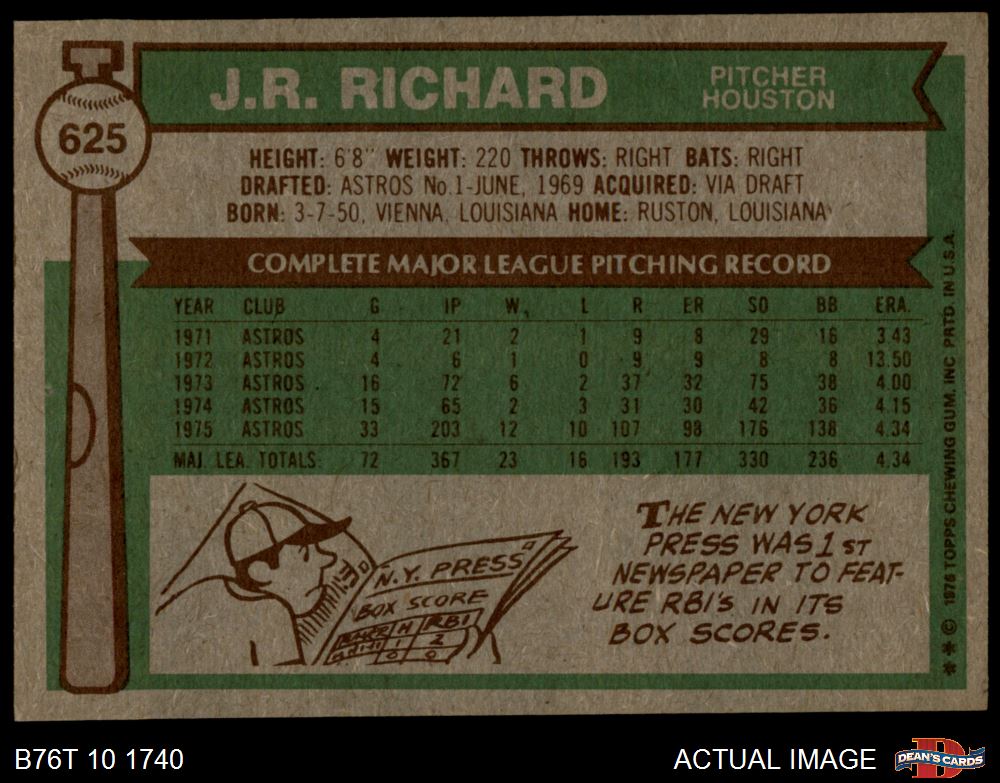 625
J.R. RICHARD
PITCHER
HOUSTON
HEIGHT: 6'8" WEIGHT: 220 THROWS: RIGHT BATS: RIGHT
DRAFTED: ASTROS No.1-JUNE, 1969 ACQUIRED: VIA DRAFT
BORN: 3-7-50, VIENNA, LOUISIANA HOME: RUSTON, LOUISIANA
COMPLETE MAJOR LEAGUE PITCHING RECORD
YEAR CLUB G IP W L R ER SO BB ERA.
1971 ASTROS 4 21 2 1 9 8 29 16 3.43
1972 ASTROS 4 6 1 0 9 9 8 8 13.50
1973 ASTROS 16 72 6 2 37 32 75 38 4.00
1974 ASTROS 15 65 2 3 31 30 42 36 4.15
1975 ASTROS 33 203 12 10 107 98 176 138 4.34
MAJ. LEA. TOTALS 72 367 23 16 193 177 330 236 4.34
N.Y. PRESS
BOX SCORE
H RBI
1 2
0 0
THE NEW YORK
PRESS WAS 1ST
NEWSPAPER TO FEAT-
URE RBI'S IN ITS
BOX SCORES.
** © 1976 TOPPS CHEWING GUM, INC. PRTD. IN U.S.A.
B76T 10 1740
ACTUAL IMAGE
D
DEAN'S CARDS